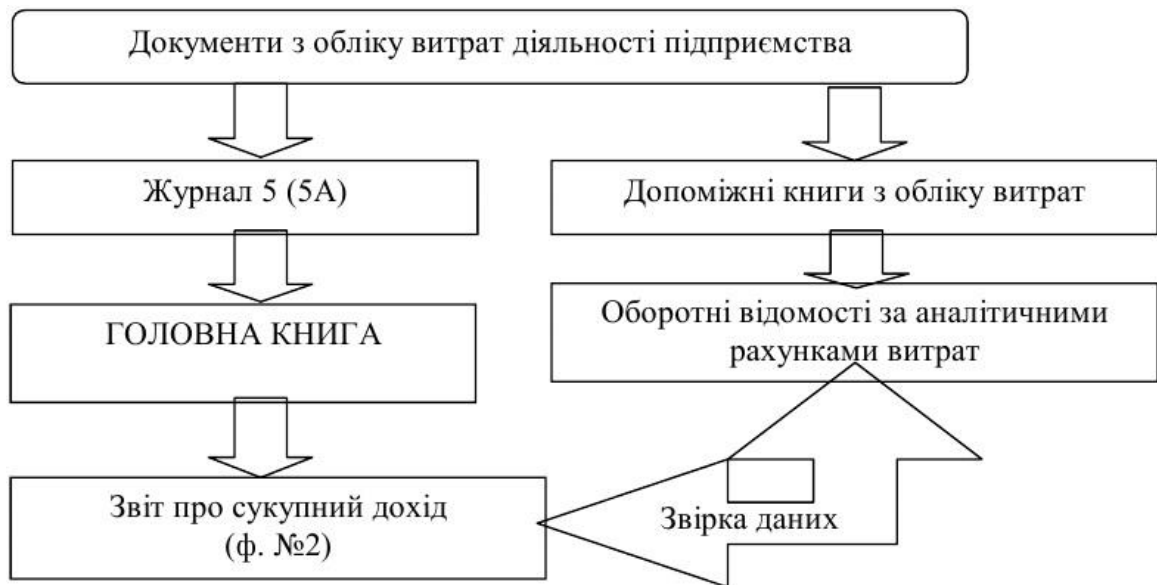 Документи з обліку витрат діяльності підприємства
Журнал 5 (5А)
Допоміжні книги з обліку витрат
ГОЛОВНА КНИГА
Оборотні відомості за аналітичними
рахунками витрат
Звіт про сукупний дохід
(ф. №2)
Звірка даних